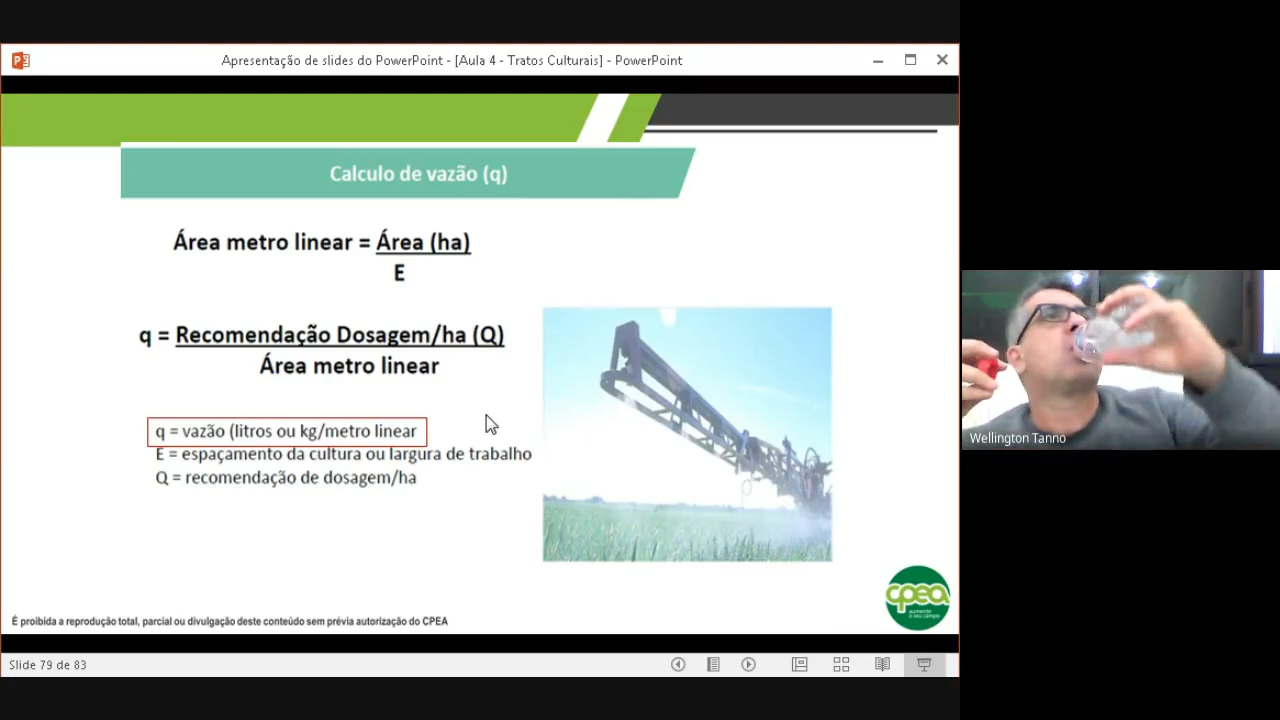 Apresentação de slides do PowerPoint - [Aula 4 - Tratos Culturais] - PowerPoint
Calculo de vazão (q)
Área metro linear = Área (ha)
E
q = Recomendação Dosagem/ha (Q)
Área metro linear
q = vazão (litros ou kg/metro linear
E = espaçamento da cultura ou largura de trabalho
Q = recomendação de dosagem/ha
Wellington Tanno
cpea
aumente
o seu campo
É proibida a reprodução total, parcial ou divulgação deste conteúdo sem prévia autorização do CPEA
Slide 79 de 83